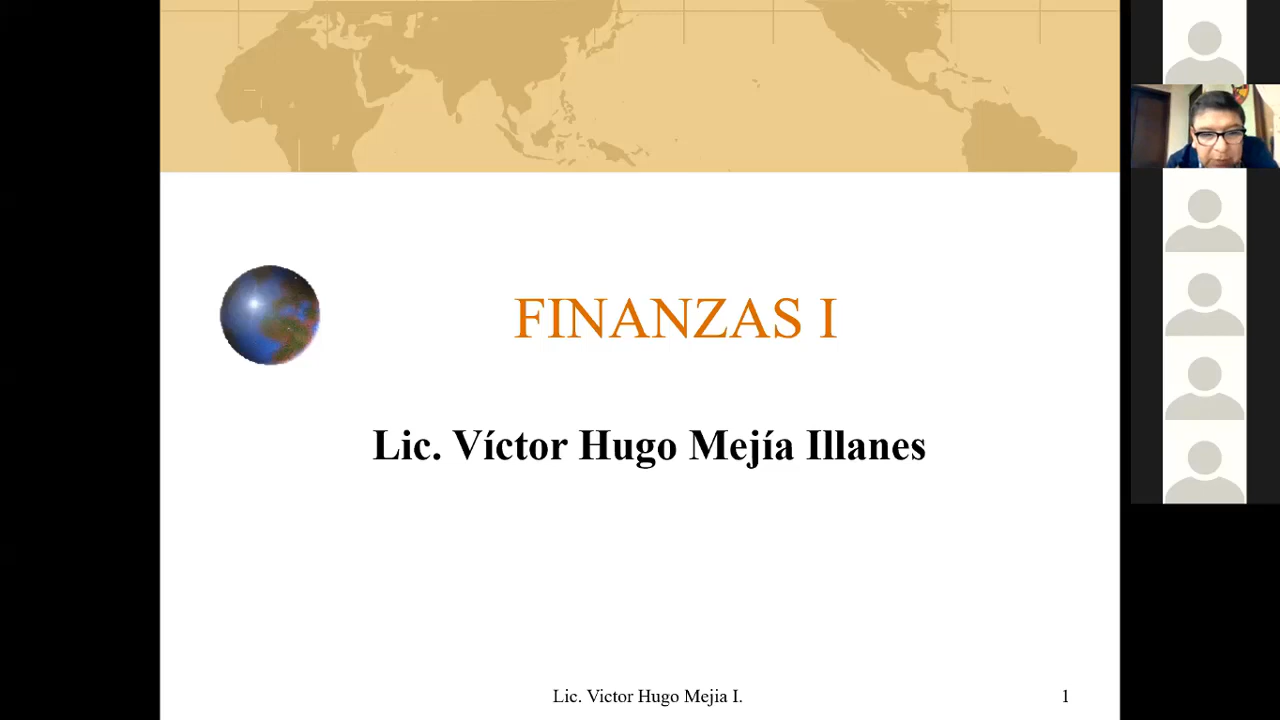 FINANZAS I
Lic. Víctor Hugo Mejía Illanes
Lic. Victor Hugo Mejia I.
1